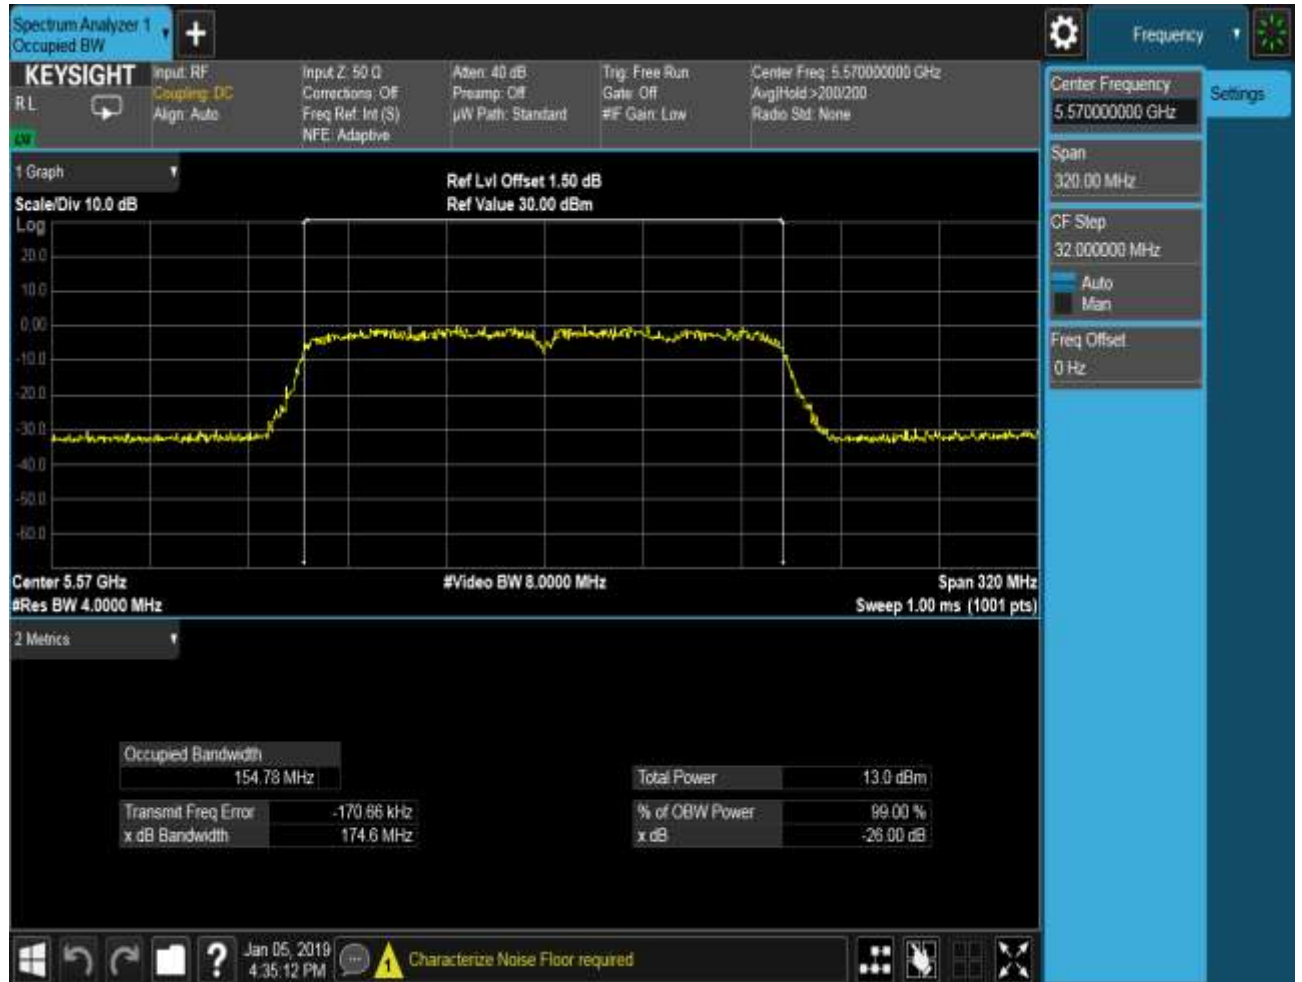 Spectrum Analyzer 1
Occupied BW
Frequency
KEYSIGHT
RL
Input: RF
Coupling: DC
Align: Auto
Input Z: 50 Ω
Corrections: Off
Freq Ref: Int (S)
NFE: Adaptive
Atten: 40 dB
Preamp: Off
µW Path: Standard
Trig: Free Run
Gate: Off
#IF Gain: Low
Center Freq: 5.570000000 GHz
Avg|Hold:>200/200
Radio Std: None
Center Frequency
5.570000000 GHz
Settings
Span
320.00 MHz
CF Step
32.000000 MHz
Auto
Man
Freq Offset
0 Hz
1 Graph
Scale/Div 10.0 dB
Ref Lvl Offset 1.50 dB
Ref Value 30.00 dBm
Log
20.0
10.0
0.00
-10.0
-20.0
-30.0
-40.0
-50.0
-60.0
Center 5.57 GHz
#Video BW 8.0000 MHz
Span 320 MHz
#Res BW 4.0000 MHz
Sweep 1.00 ms (1001 pts)
2 Metrics
Occupied Bandwidth
154.78 MHz
Total Power 13.0 dBm
Transmit Freq Error -170.66 kHz
% of OBW Power 99.00 %
x dB Bandwidth 174.6 MHz
x dB -26.00 dB
Jan 05, 2019
4:35:12 PM
1
Characterize Noise Floor required